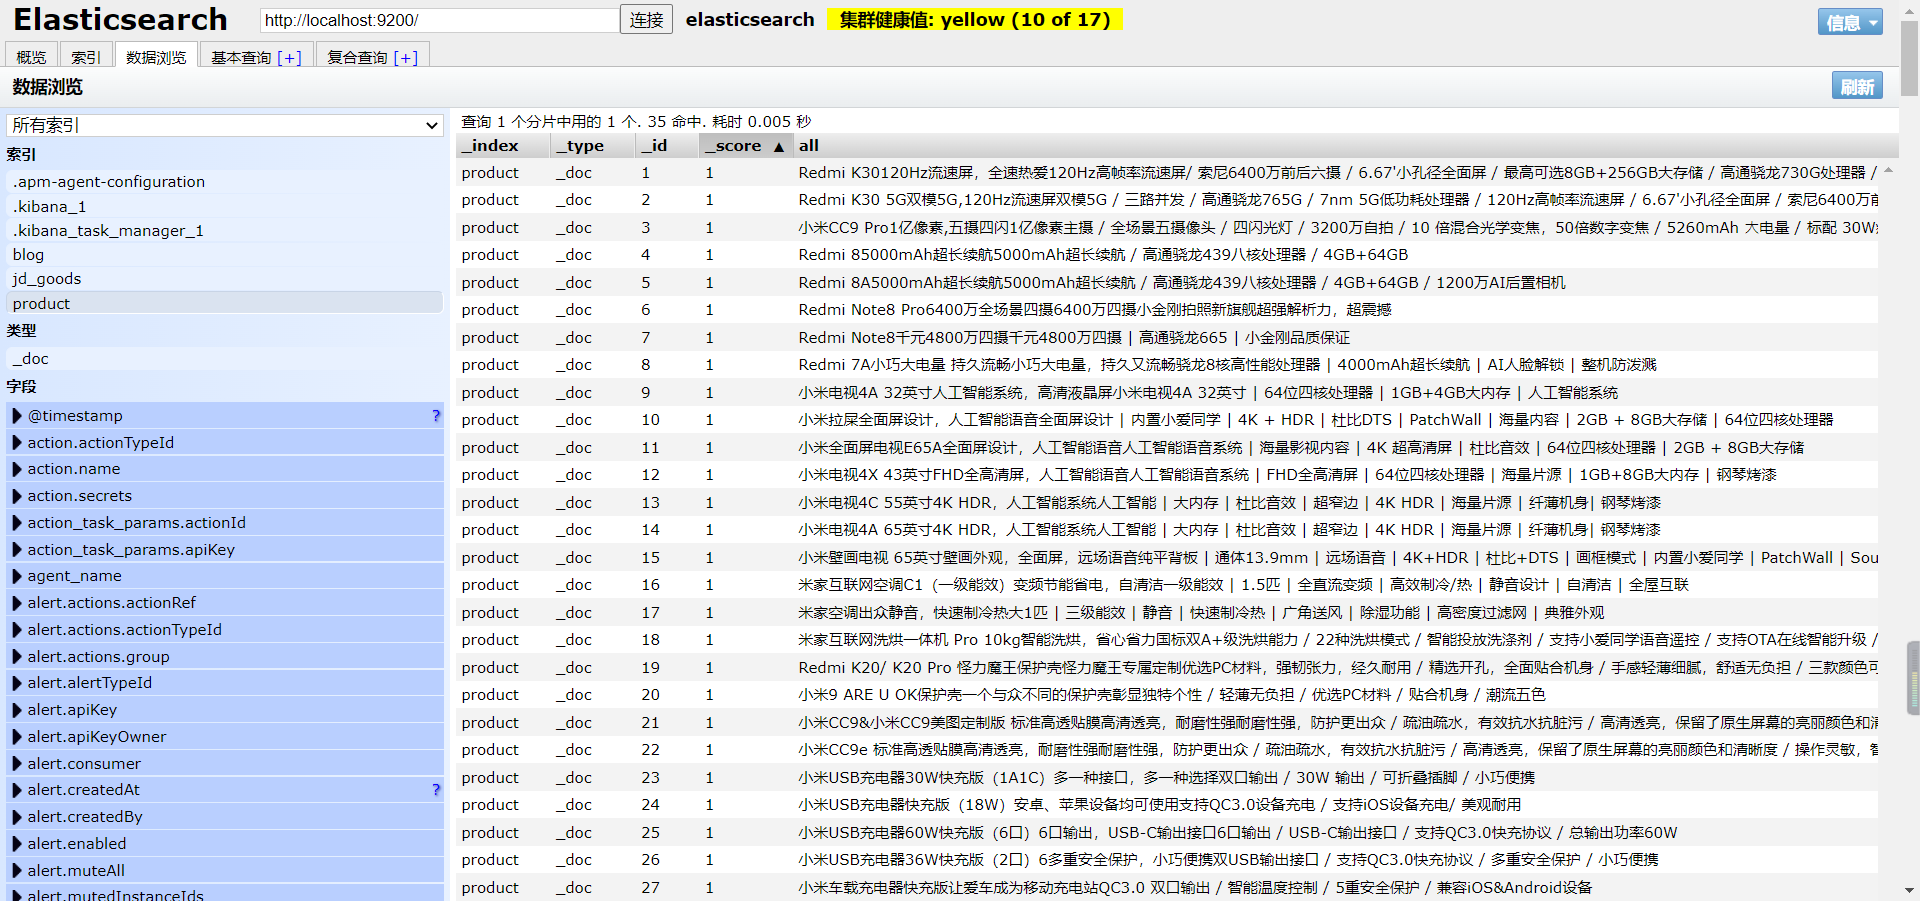 Elasticsearch
http://localhost:9200/
连接
elasticsearch
集群健康值: yellow (10 of 17)
信息
概览
索引
数据浏览
基本查询 [+]
复合查询 [+]
数据浏览
刷新
所有索引
索引
.apm-agent-configuration
.kibana_1
.kibana_task_manager_1
blog
jd_goods
product
类型
_doc
字段
@timestamp ?
action.actionTypeId
action.name
action.secrets
action_task_params.actionId
action_task_params.apiKey
agent_name
alert.actions.actionRef
alert.actions.actionTypeId
alert.actions.group
alert.alertTypeId
alert.apiKey
alert.apiKeyOwner
alert.consumer
alert.createdAt ?
alert.createdBy
alert.enabled
alert.muteAll
alert.mutedInstanceIds
查询 1 个分片中用的 1 个. 35 命中. 耗时 0.005 秒
_index _type _id _score ▲ all
product _doc 1 1 Redmi K30120Hz流速屏，全速热爱120Hz高帧率流速屏/ 索尼6400万前后六摄 / 6.67'小孔径全面屏 / 最高可选8GB+256GB大存储 / 高通骁龙730G处理器 /
product _doc 2 1 Redmi K30 5G双模5G,120Hz流速屏双模5G / 三路并发 / 高通骁龙765G / 7nm 5G低功耗处理器 / 120Hz高帧率流速屏 / 6.67'小孔径全面屏 / 索尼6400万前
product _doc 3 1 小米CC9 Pro1亿像素,五摄四闪1亿像素主摄 / 全场景五摄像头 / 四闪光灯 / 3200万自拍 / 10 倍混合光学变焦，50倍数字变焦 / 5260mAh 大电量 / 标配 30W
product _doc 4 1 Redmi 85000mAh超长续航5000mAh超长续航 / 高通骁龙439八核处理器 / 4GB+64GB
product _doc 5 1 Redmi 8A5000mAh超长续航5000mAh超长续航 / 高通骁龙439八核处理器 / 4GB+64GB / 1200万AI后置相机
product _doc 6 1 Redmi Note8 Pro6400万全场景四摄6400万四摄小金刚拍照新旗舰超强解析力，超震撼
product _doc 7 1 Redmi Note8千元4800万四摄千元4800万四摄 | 高通骁龙665 | 小金刚品质保证
product _doc 8 1 Redmi 7A小巧大电量 持久流畅小巧大电量，持久又流畅骁龙8核高性能处理器 | 4000mAh超长续航 | AI人脸解锁 | 整机防泼溅
product _doc 9 1 小米电视4A 32英寸人工智能系统，高清液晶屏小米电视4A 32英寸 | 64位四核处理器 | 1GB+4GB大内存 | 人工智能系统
product _doc 10 1 小米拉屎全面屏设计，人工智能语音全面屏设计 | 内置小爱同学 | 4K + HDR | 杜比DTS | PatchWall | 海量内容 | 2GB + 8GB大存储 | 64位四核处理器
product _doc 11 1 小米全面屏电视E65A全面屏设计，人工智能语音人工智能语音系统 | 海量影视内容 | 4K 超高清屏 | 杜比音效 | 64位四核处理器 | 2GB + 8GB大存储
product _doc 12 1 小米电视4X 43英寸FHD全高清屏，人工智能语音人工智能语音系统 | FHD全高清屏 | 64位四核处理器 | 海量片源 | 1GB+8GB大内存 | 钢琴烤漆
product _doc 13 1 小米电视4C 55英寸4K HDR，人工智能系统人工智能 | 大内存 | 杜比音效 | 超窄边 | 4K HDR | 海量片源 | 纤薄机身| 钢琴烤漆
product _doc 14 1 小米电视4A 65英寸4K HDR，人工智能系统人工智能 | 大内存 | 杜比音效 | 超窄边 | 4K HDR | 海量片源 | 纤薄机身| 钢琴烤漆
product _doc 15 1 小米壁画电视 65英寸壁画外观，全面屏，远场语音纯平背板 | 通体13.9mm | 远场语音 | 4K+HDR | 杜比+DTS | 画框模式 | 内置小爱同学 | PatchWall | Sou
product _doc 16 1 米家互联网空调C1（一级能效）变频节能省电，自清洁一级能效 | 1.5匹 | 全直流变频 | 高效制冷/热 | 静音设计 | 自清洁 | 全屋互联
product _doc 17 1 米家空调出众静音，快速制冷热大1匹 | 三级能效 | 静音 | 快速制冷热 | 广角送风 | 除湿功能 | 高密度过滤网 | 典雅外观
product _doc 18 1 米家互联网洗烘一体机 Pro 10kg智能洗烘，省心省力国标双A+级洗烘能力 / 22种洗烘模式 / 智能投放洗涤剂 / 支持小爱同学语音遥控 / 支持OTA在线智能升级 /
product _doc 19 1 Redmi K20/ K20 Pro 怪力魔王保护壳怪力魔王专属定制优选PC材料，强韧张力，经久耐用 / 精选开孔，全面贴合机身 / 手感轻薄细腻，舒适无负担 / 三款颜色可
product _doc 20 1 小米9 ARE U OK保护壳一个与众不同的保护壳彰显独特个性 / 轻薄无负担 / 优选PC材料 / 贴合机身 / 潮流五色
product _doc 21 1 小米CC9&小米CC9美图定制版 标准高透贴膜高清透亮，耐磨性强耐磨性强，防护更出众 / 疏油疏水，有效抗水抗脏污 / 高清透亮，保留了原生屏幕的亮丽颜色和清
product _doc 22 1 小米CC9e 标准高透贴膜高清透亮，耐磨性强耐磨性强，防护更出众 / 疏油疏水，有效抗水抗脏污 / 高清透亮，保留了原生屏幕的亮丽颜色和清晰度 / 操作灵敏，智
product _doc 23 1 小米USB充电器30W快充版（1A1C）多一种接口，多一种选择双口输出 / 30W 输出 / 可折叠插脚 / 小巧便携
product _doc 24 1 小米USB充电器快充版（18W）安卓、苹果设备均可使用支持QC3.0设备充电 / 支持iOS设备充电/ 美观耐用
product _doc 25 1 小米USB充电器60W快充版（6口）6口输出，USB-C输出接口6口输出 / USB-C输出接口 / 支持QC3.0快充协议 / 总输出功率60W
product _doc 26 1 小米USB充电器36W快充版（2口）6多重安全保护，小巧便携双USB输出接口 / 支持QC3.0快充协议 / 多重安全保护 / 小巧便携
product _doc 27 1 小米车载充电器快充版让爱车成为移动充电站QC3.0 双口输出 / 智能温度控制 / 5重安全保护 / 兼容iOS&Android设备